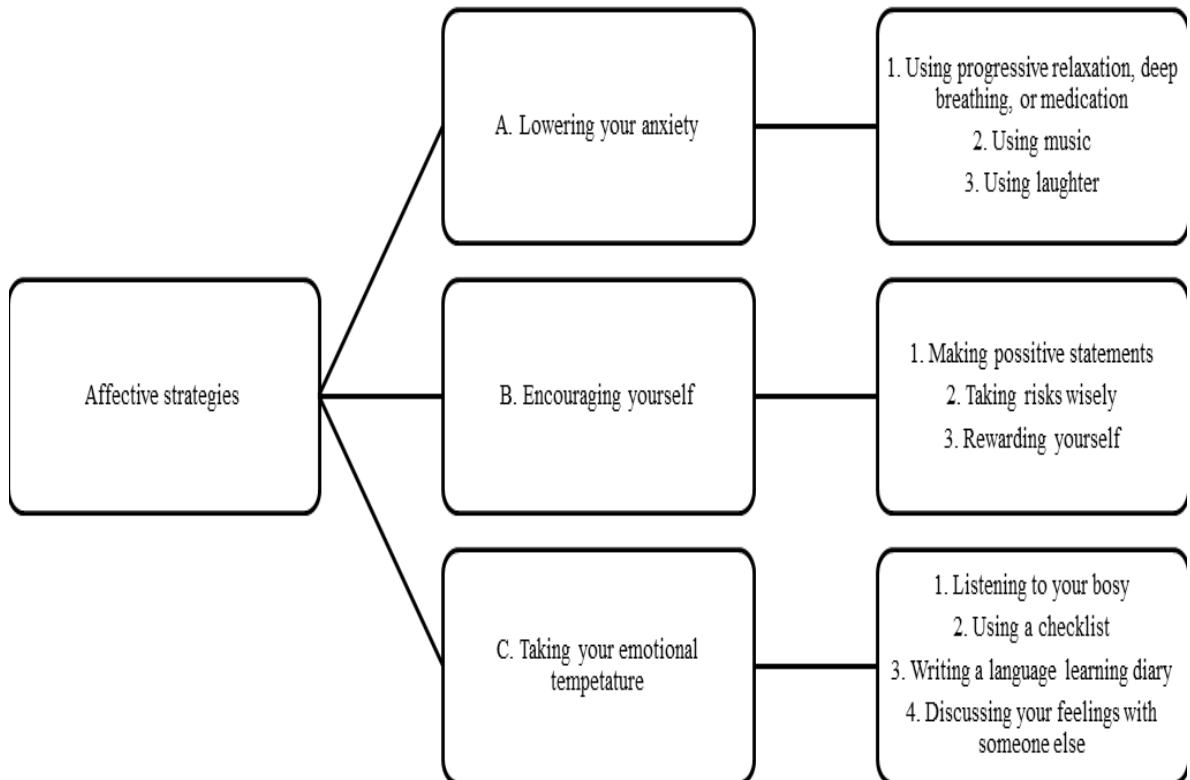 Affective strategies
A. Lowering your anxiety
1. Using progressive relaxation, deep
breathing, or medication
2. Using music
3. Using laughter
B. Encouraging yourself
1. Making possitive statements
2. Taking risks wisely
3. Rewarding yourself
C. Taking your emotional
tempetature
1. Listening to your bosy
2. Using a checklist
3. Writing a language learning diary
4. Discussing your feelings with
someone else